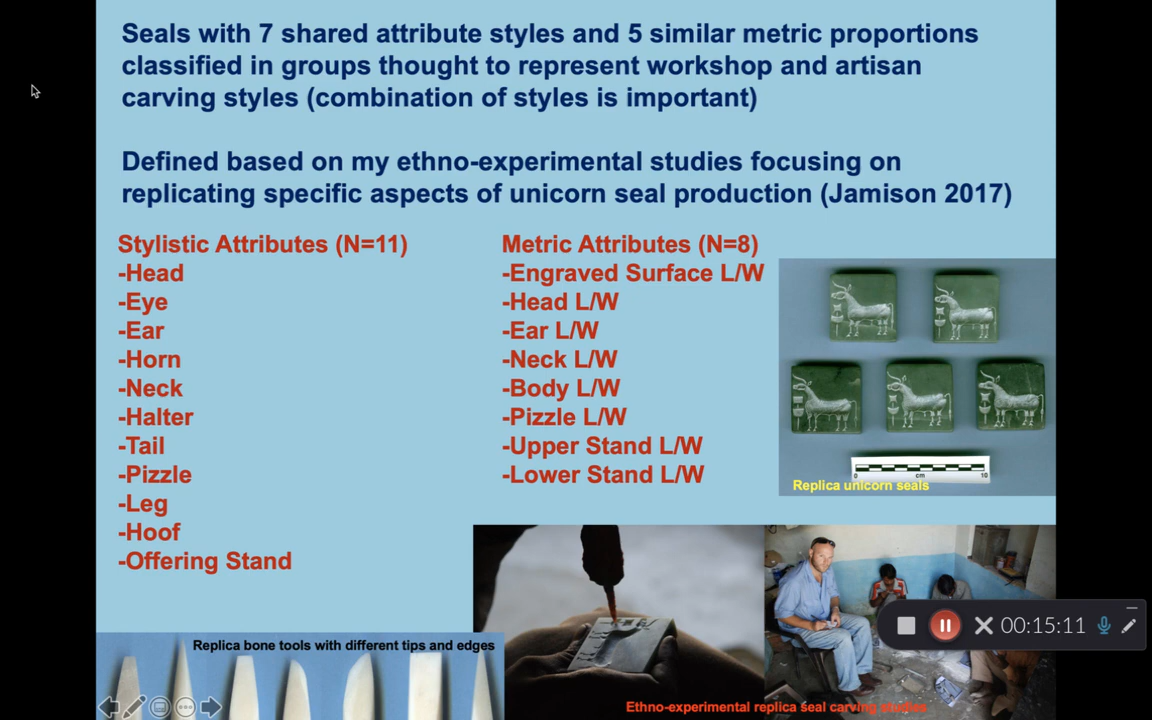 Seals with 7 shared attribute styles and 5 similar metric proportions
classified in groups thought to represent workshop and artisan
carving styles (combination of styles is important)
Defined based on my ethno-experimental studies focusing on
replicating specific aspects of unicorn seal production (Jamison 2017)
Stylistic Attributes (N=11)
-Head
-Eye
-Ear
-Horn
-Neck
-Halter
-Tail
-Pizzle
-Leg
-Hoof
-Offering Stand
Metric Attributes (N=8)
-Engraved Surface L/W
-Head L/W
-Ear L/W
-Neck L/W
-Body L/W
-Pizzle L/W
-Upper Stand L/W
-Lower Stand L/W
0 cm 10
Replica unicorn seals
00:15:11
Replica bone tools with different tips and edges
Ethno-experimental replica seal carving studies